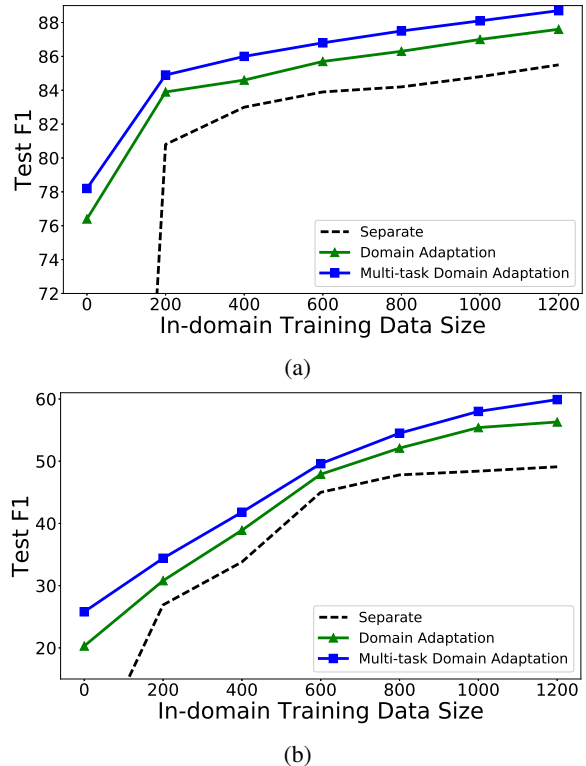 88
86
84
82
80
78
76
74
72
Test F1
Separate
Domain Adaptation
Multi-task Domain Adaptation
0 200 400 600 800 1000 1200
In-domain Training Data Size
(a)
60
50
40
30
20
Test F1
Separate
Domain Adaptation
Multi-task Domain Adaptation
0 200 400 600 800 1000 1200
In-domain Training Data Size
(b)